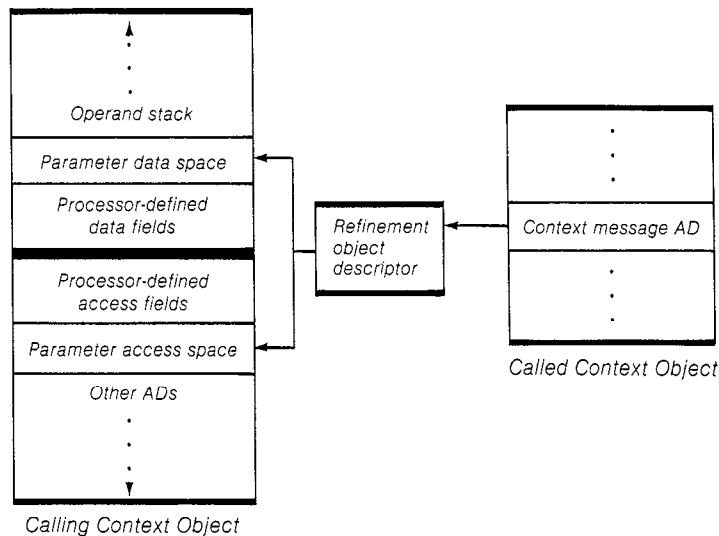 Operand stack
Parameter data space
Processor-defined
data fields
Processor-defined
access fields
Parameter access space
Other ADs
Calling Context Object
Refinement
object
descriptor
Context message AD
Called Context Object